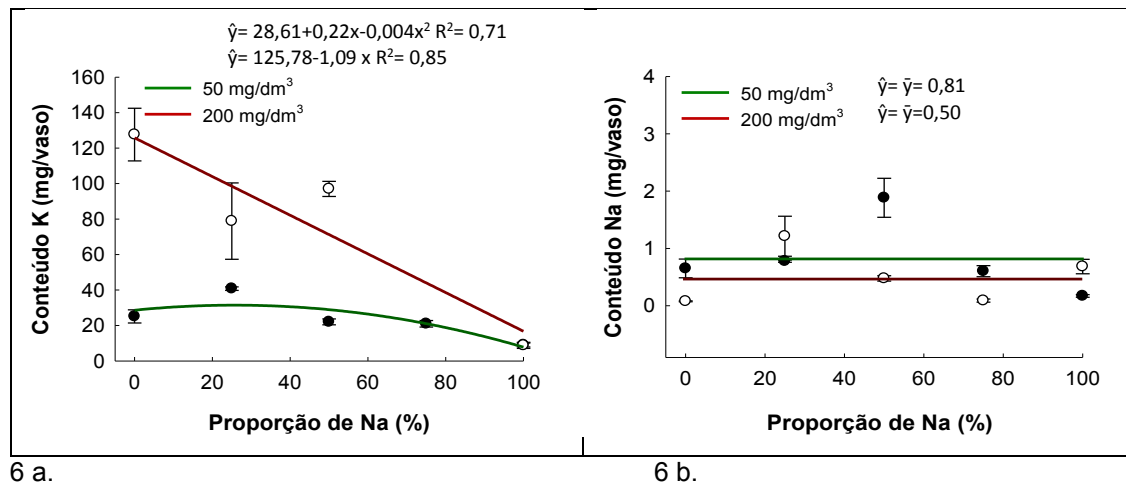 ŷ= 28,61+0,22x-0,004x² R²= 0,71
ŷ= 125,78-1,09 x R²= 0,85
160
140
120
100
80
60
40
20
0
Conteúdo K (mg/vaso)
50 mg/dm³
200 mg/dm³
0 20 40 60 80 100
Proporção de Na (%)
4
3
2
1
0
Conteúdo Na (mg/vaso)
50 mg/dm³
200 mg/dm³
ŷ= ȳ= 0,81
ŷ= ȳ=0,50
0 20 40 60 80 100
Proporção de Na (%)
6 a.
6 b.